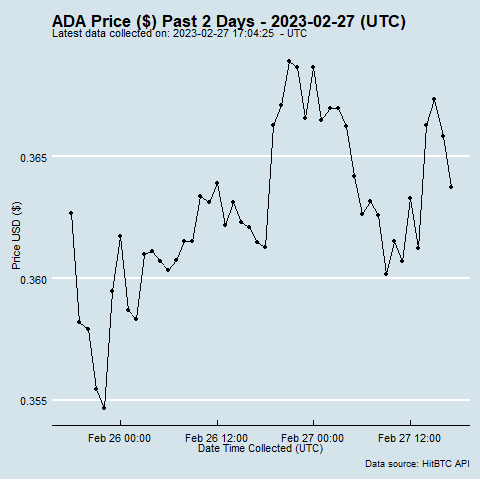 ADA Price ($) Past 2 Days - 2023-02-27 (UTC)
Latest data collected on: 2023-02-27 17:04:25  - UTC
Price USD ($)
0.365
0.360
0.355
Feb 26 00:00
Feb 26 12:00
Feb 27 00:00
Feb 27 12:00
Date Time Collected (UTC)
Data source: HitBTC API